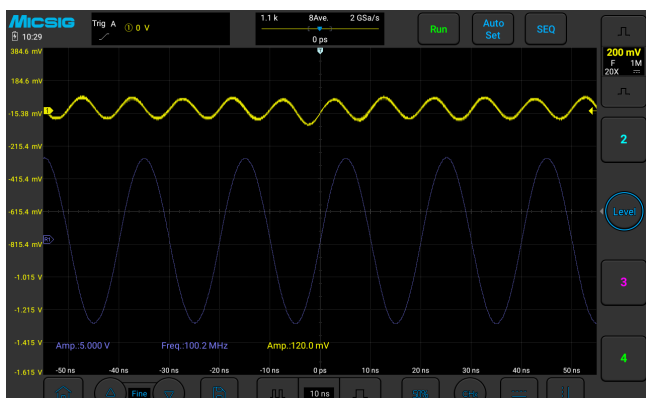 MICSIG
10:29
Trig A ① 0 V
1.1 k 8Ave. 2 GSa/s
0 ps
Run
Auto
Set
SEQ
T
200 mV
F 1M
20X
384.6 mV
184.6 mV
-15.38 mV
1
-215.4 mV
2
-415.4 mV
-615.4 mV
Level
-815.4 mV
R1
-1.015 V
3
-1.215 V
-1.415 V
Amp.:5.000 V Freq.:100.2 MHz Amp.:120.0 mV
4
-1.615 V
-50 ns -40 ns -30 ns -20 ns -10 ns 0 ps 10 ns 20 ns 30 ns 40 ns 50 ns
Fine
10 ns